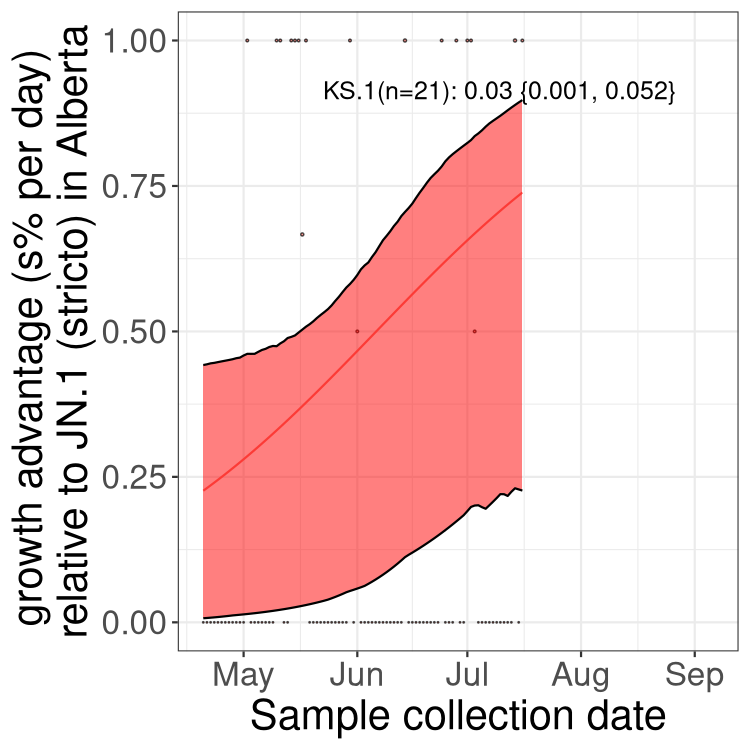 growth advantage (s% per day)
relative to JN.1 (stricto) in Alberta
1.00
0.75
0.50
0.25
0.00
KS.1(n=21): 0.03 {0.001, 0.052}
May Jun Jul Aug Sep
Sample collection date